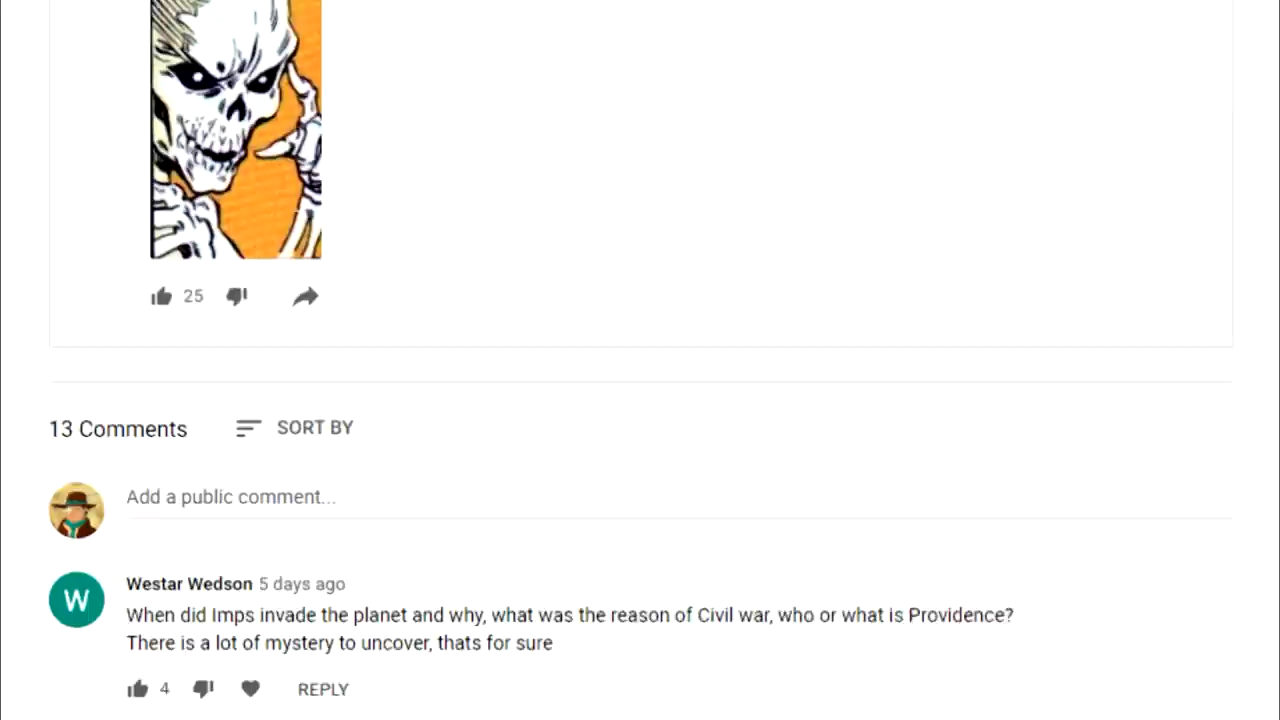 25
13 Comments
SORT BY
Add a public comment...
W
Westar Wedson 5 days ago
When did Imps invade the planet and why, what was the reason of Civil war, who or what is Providence?
There is a lot of mystery to uncover, thats for sure
4
REPLY